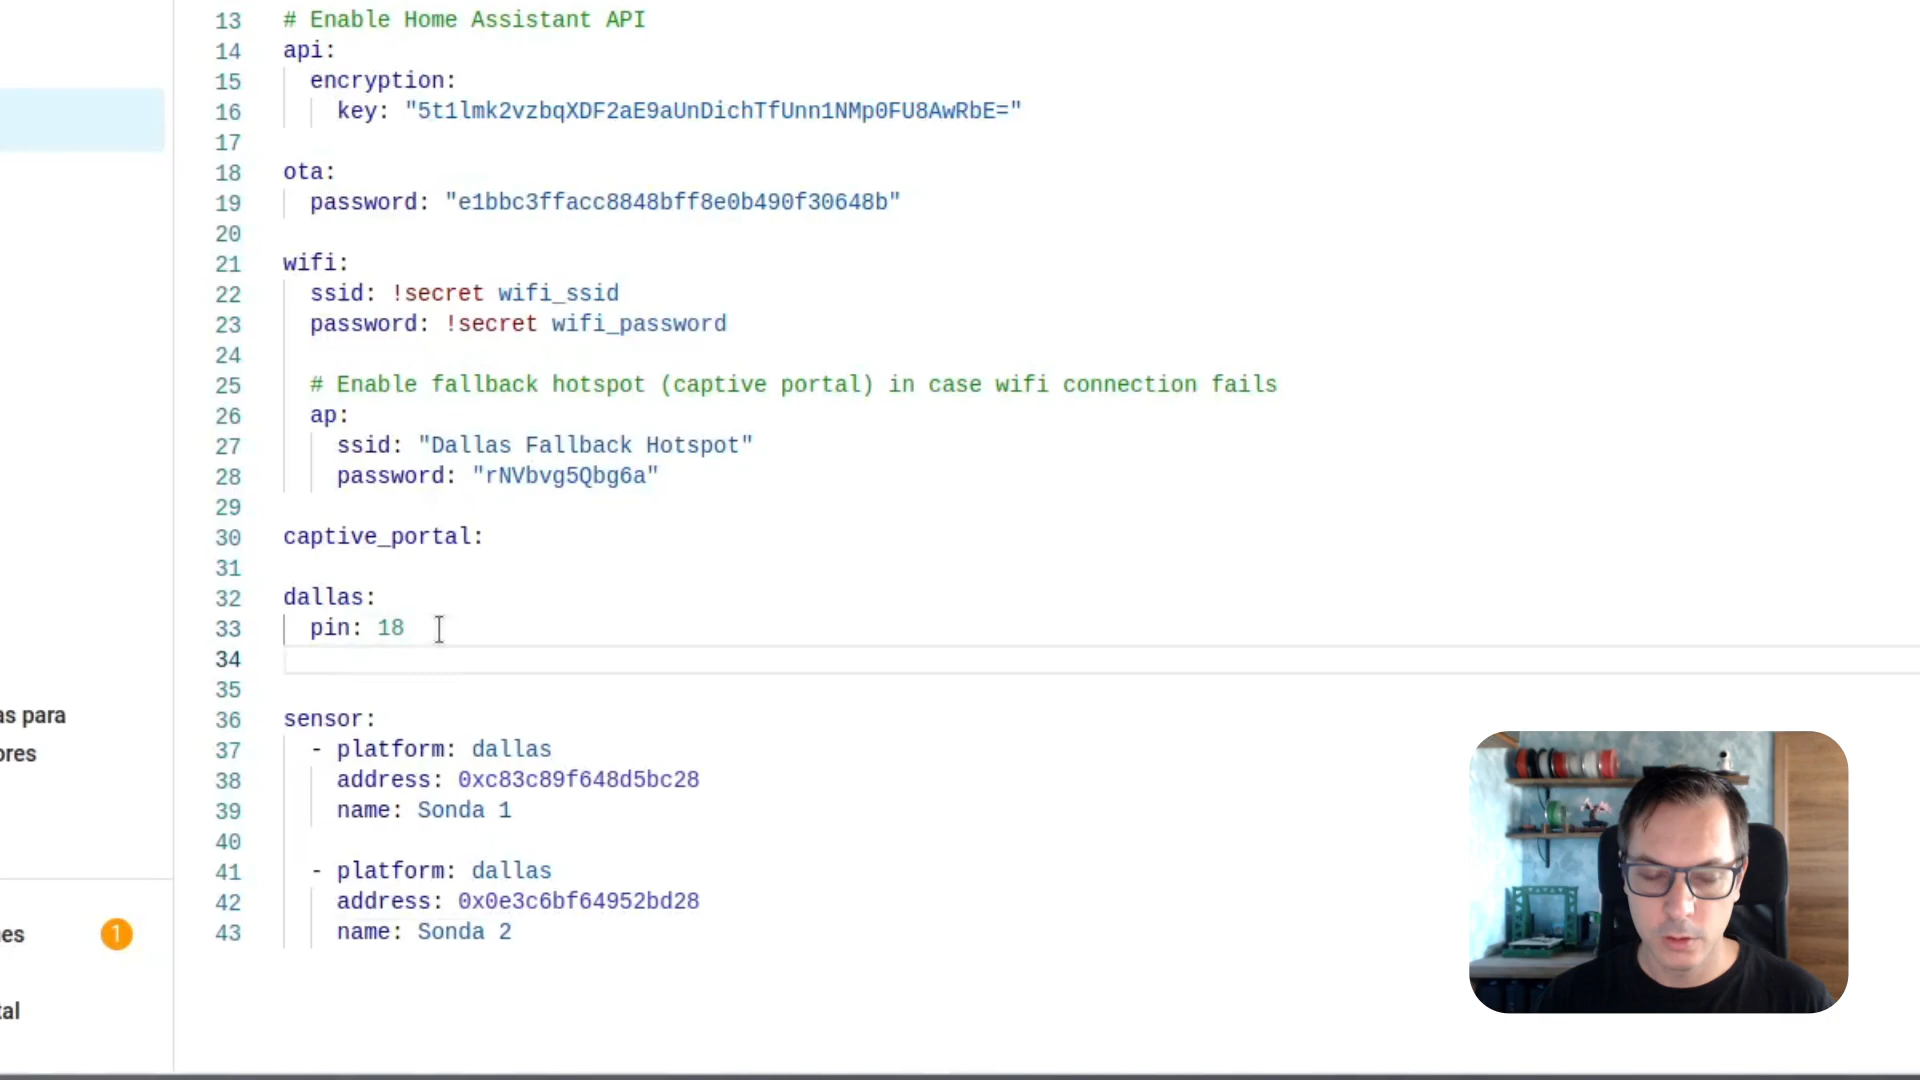 13 # Enable Home Assistant API
14 api:
15 encryption:
16 key: "5t1lmk2vzbqXDF2aE9aUnDichTfUnn1NMp0FU8AwRbE="
17
18 ota:
19 password: "e1bbc3ffacc8848bff8e0b490f30648b"
20
21 wifi:
22 ssid: !secret wifi_ssid
23 password: !secret wifi_password
24
25 # Enable fallback hotspot (captive portal) in case wifi connection fails
26 ap:
27 ssid: "Dallas Fallback Hotspot"
28 password: "rNVbvg5Qbg6a"
29
30 captive_portal:
31
32 dallas:
33 pin: 18
34
35
36 sensor:
37 - platform: dallas
38 address: 0xc83c89f648d5bc28
39 name: Sonda 1
40
41 - platform: dallas
42 address: 0x0e3c6bf64952bd28
43 name: Sonda 2
as para
ores
es 1
tal